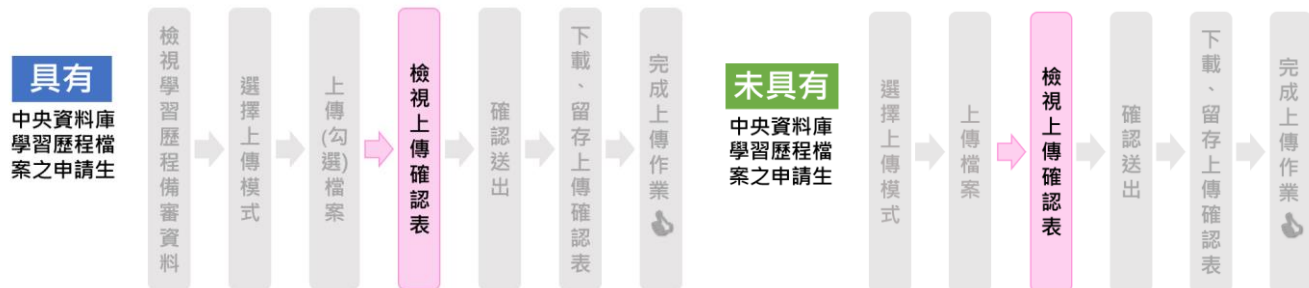 具有
中央資料庫
學習歷程檔
案之申請生
檢視學習歷程備審資料
選擇上傳模式
上傳(勾選)檔案
檢視上傳確認表
確認送出
下載、留存上傳確認表
完成上傳作業
未具有
中央資料庫
學習歷程檔
案之申請生
選擇上傳模式
上傳檔案
檢視上傳確認表
確認送出
下載、留存上傳確認表
完成上傳作業